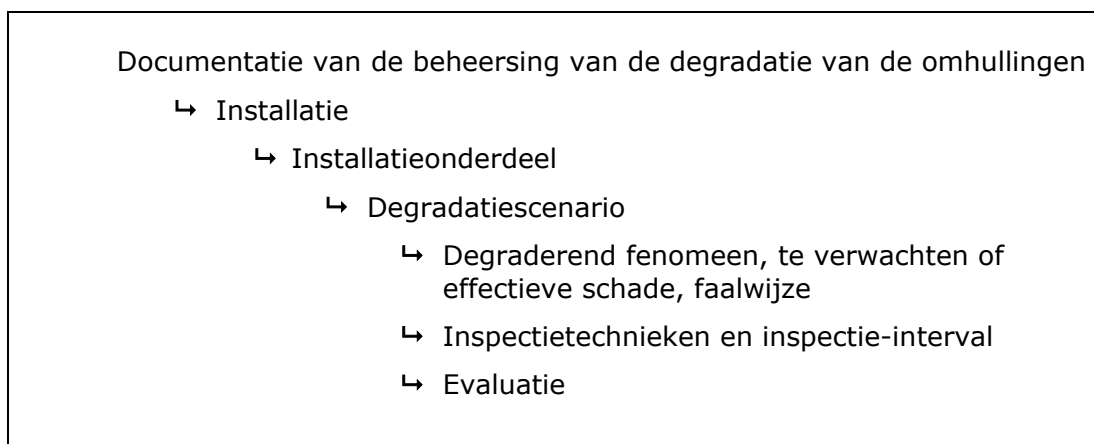 Documentatie van de beheersing van de degradatie van de omhullingen
↳ Installatie
↳ Installatieonderdeel
↳ Degradatiescenario
↳ Degraderend fenomeen, te verwachten of
effectieve schade, faalwijze
↳ Inspectietechnieken en inspectie-interval
↳ Evaluatie